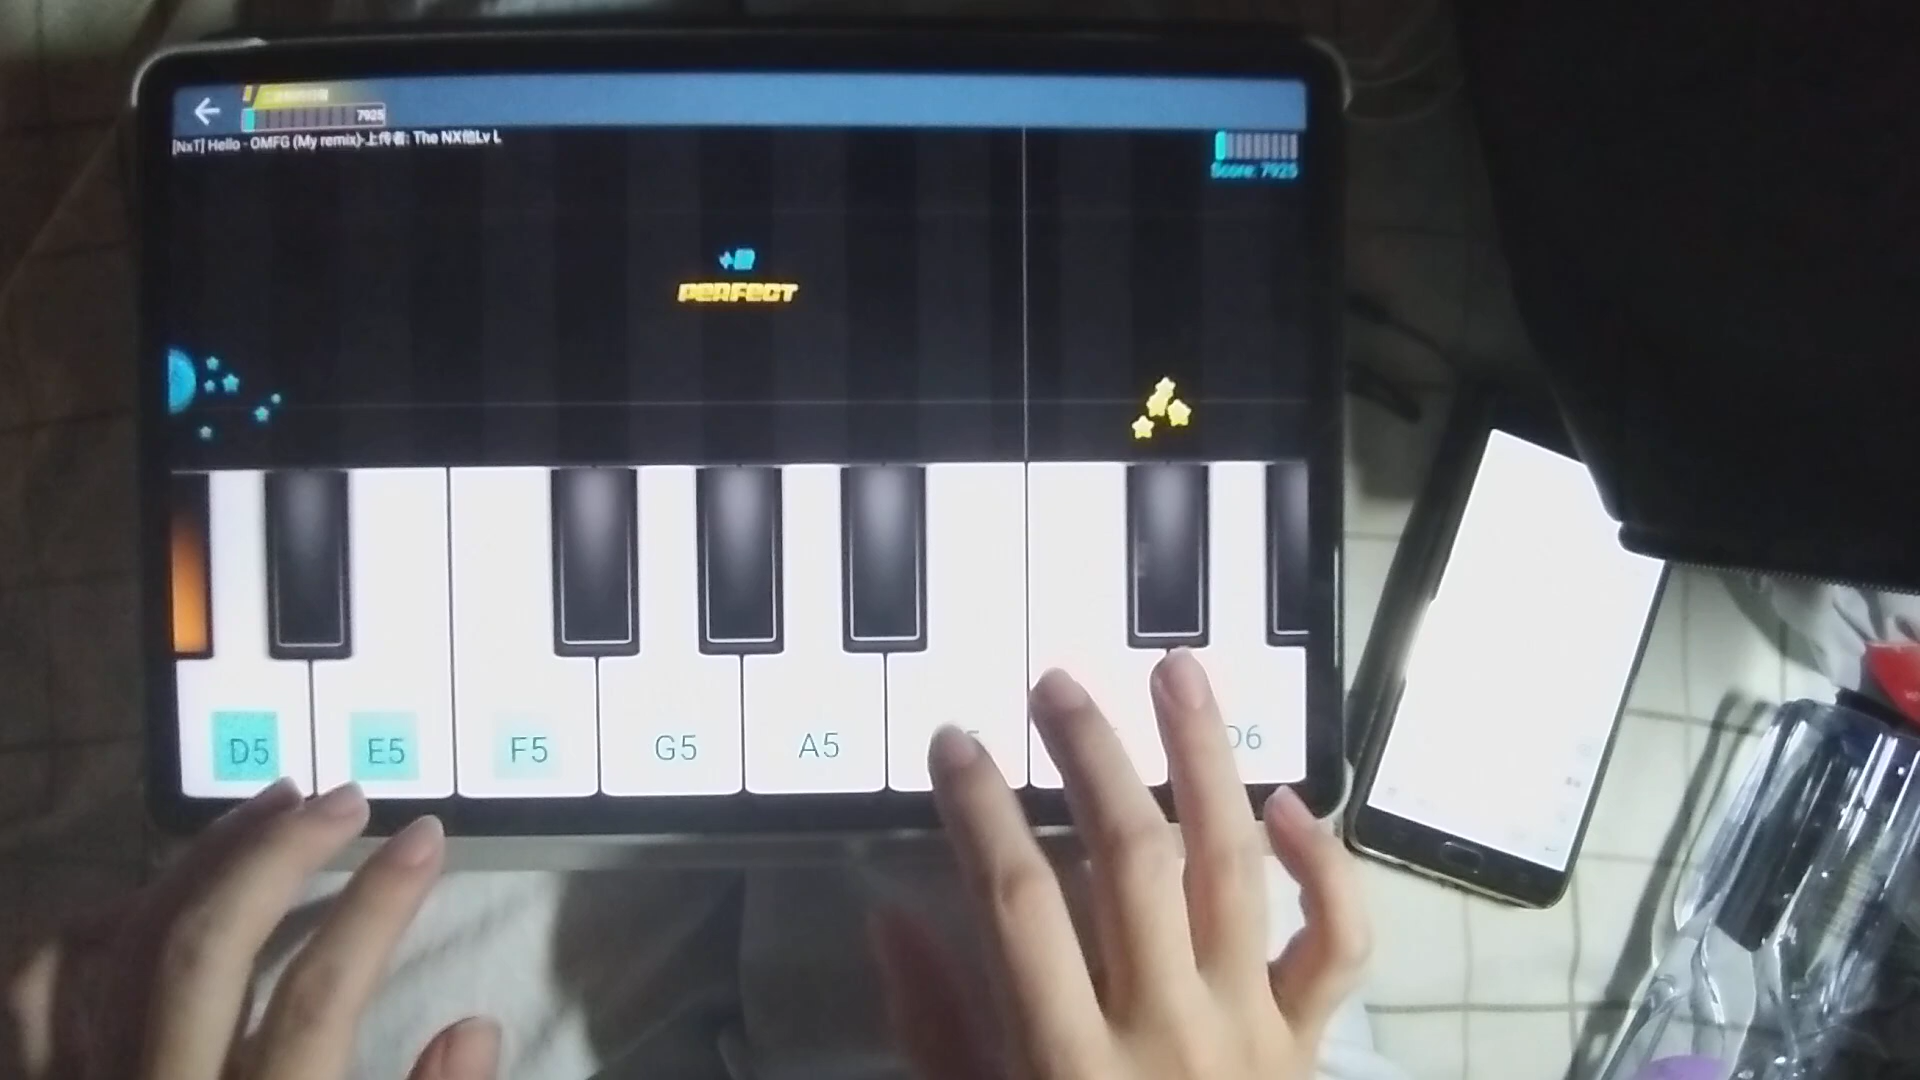 7925
[NxT] Hello - OMFG (My remix)-上传者: The NX他Lv L
Score: 7925
PERFECT
D5
E5
F5
G5
A5
D6